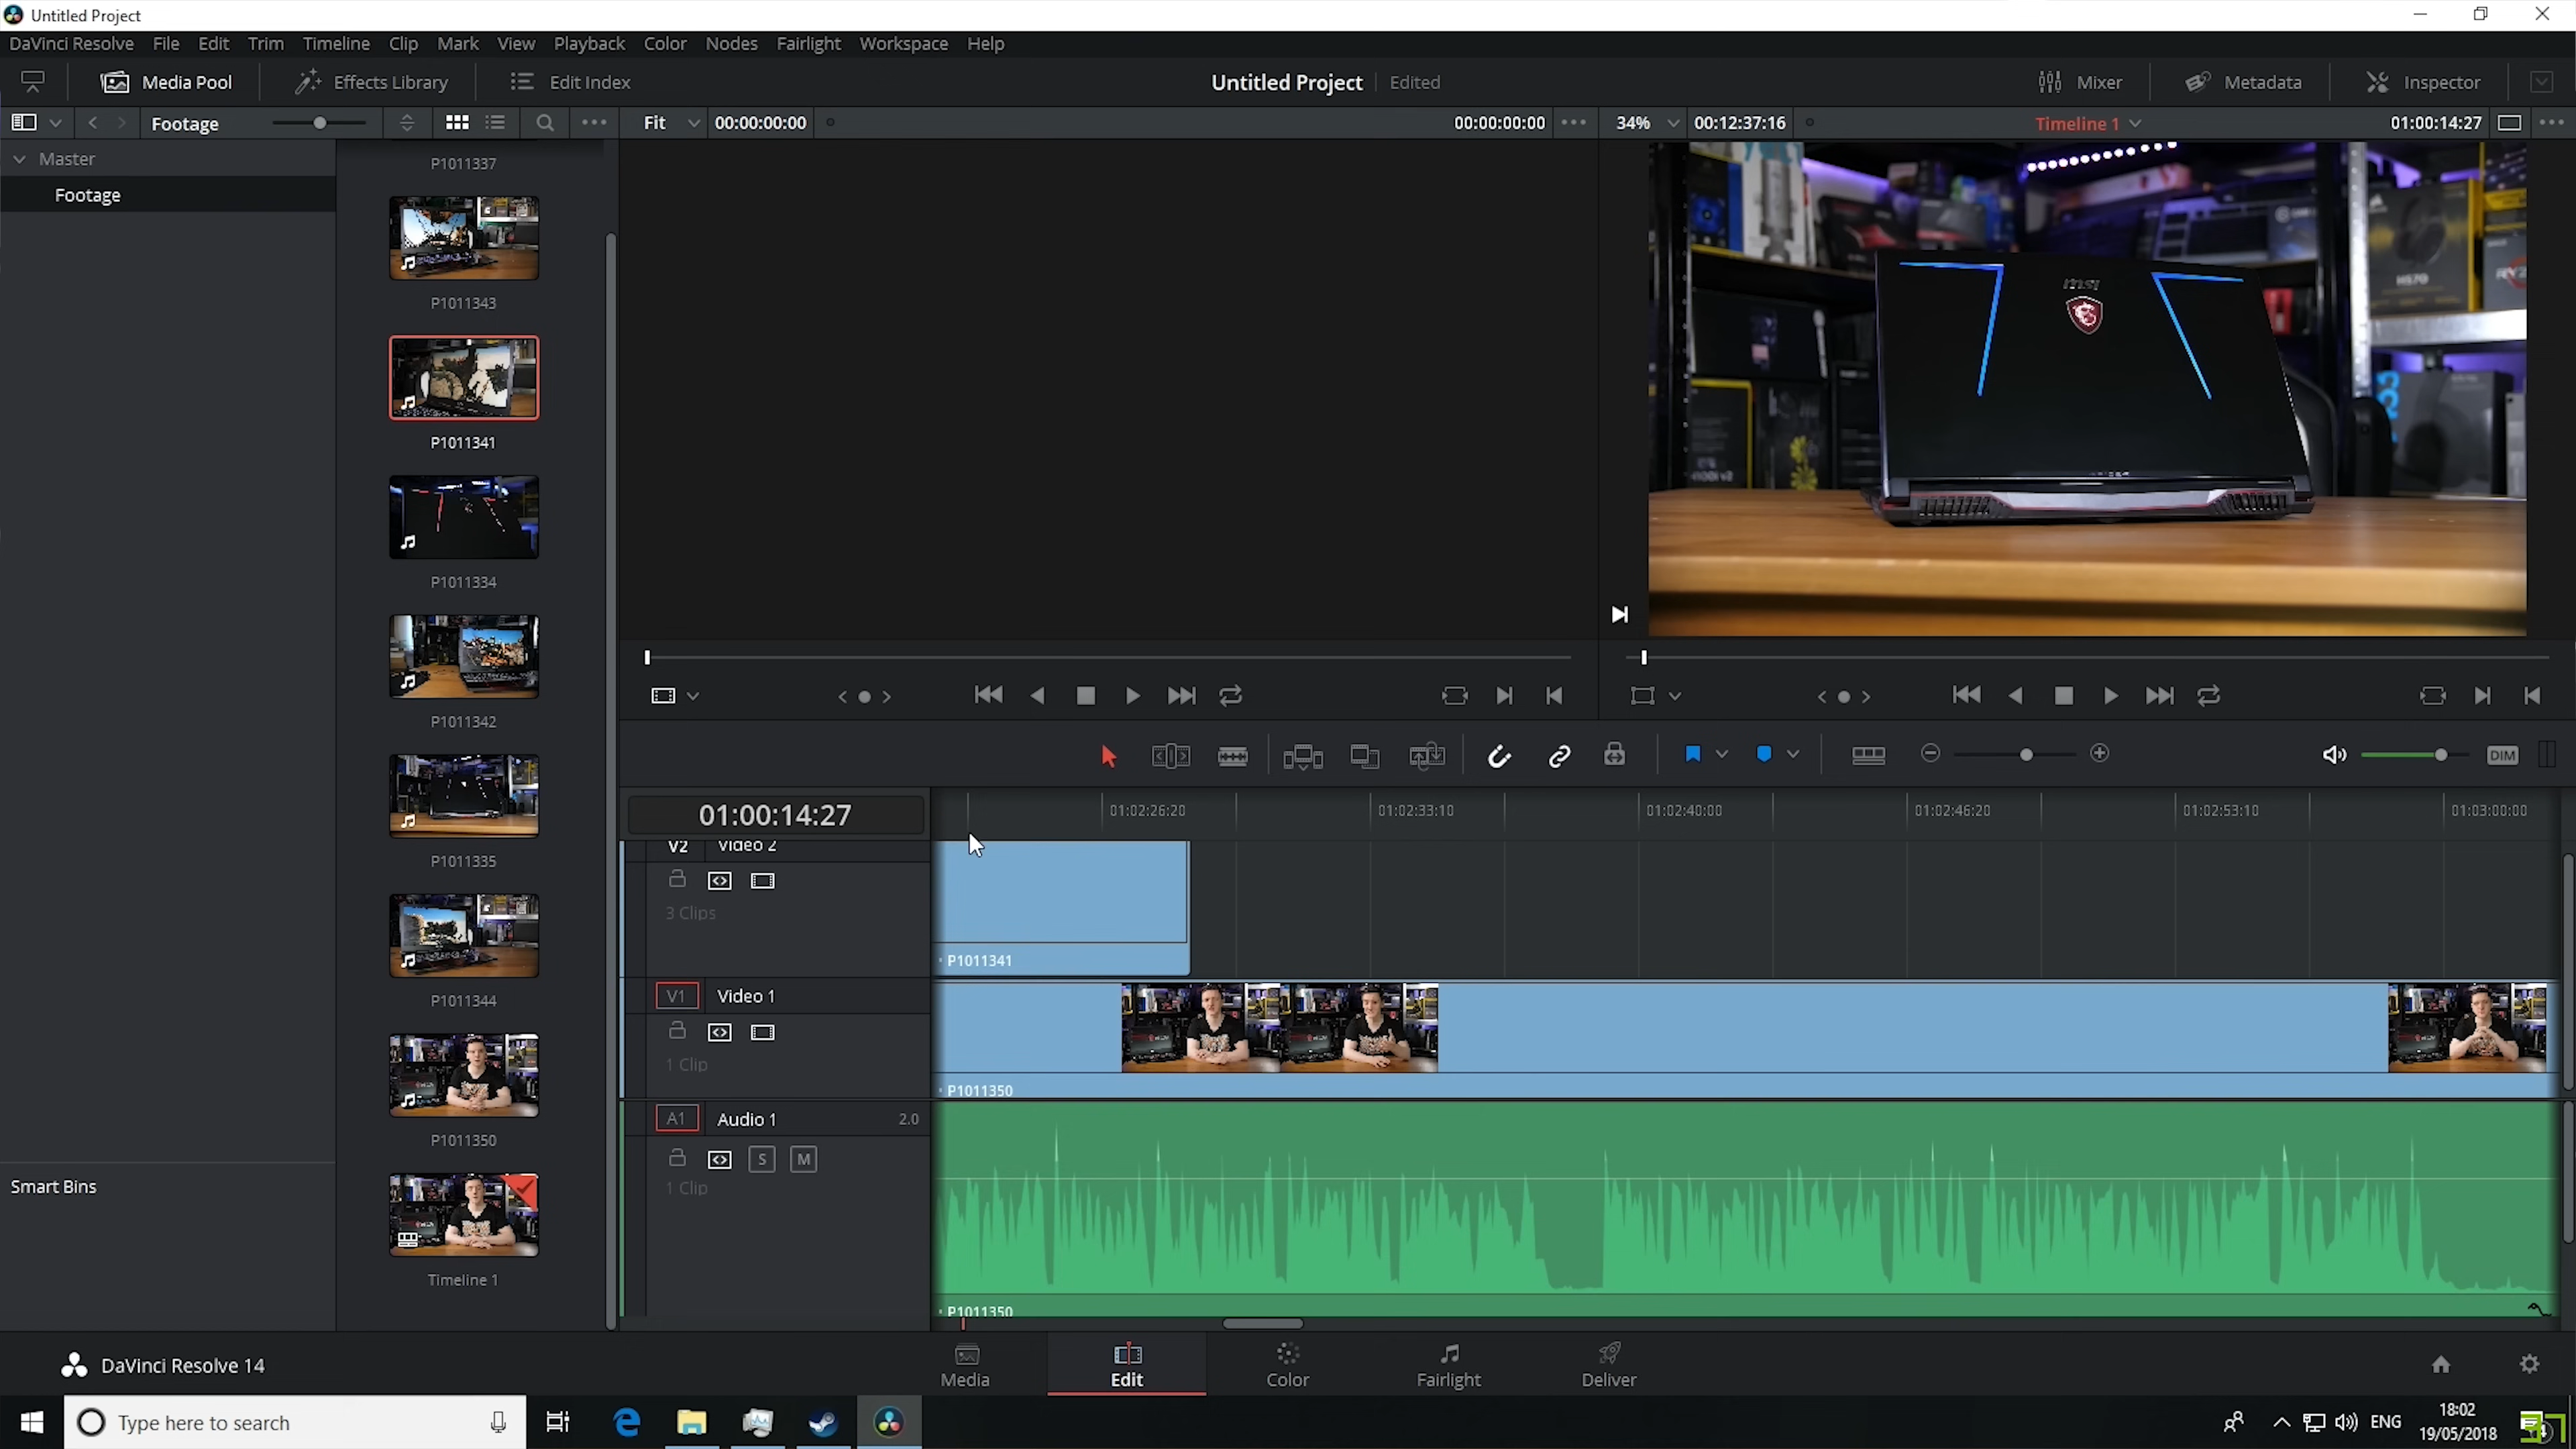 Untitled Project
DaVinci Resolve File Edit Trim Timeline Clip Mark View Playback Color Nodes Fairlight Workspace Help
Media Pool Effects Library Edit Index Untitled Project Edited Mixer Metadata Inspector
Footage Fit 00:00:00:00 00:00:00:00 34% 00:12:37:16 Timeline 1 01:00:14:27
Master
Footage
P1011337
P1011343
P1011341
P1011334
P1011342
P1011335
P1011344
P1011350
Timeline 1
Smart Bins
msi
H570
DIM
01:00:14:27 01:02:26:20 01:02:33:10 01:02:40:00 01:02:46:20 01:02:53:10 01:03:00:00
V2 Video 2
3 Clips
P1011341
V1 Video 1
1 Clip
P1011350
A1 Audio 1 2.0
S M
1 Clip
P1011350
DaVinci Resolve 14
Media Edit Color Fairlight Deliver
Type here to search
ENG
18:02
19/05/2018
37